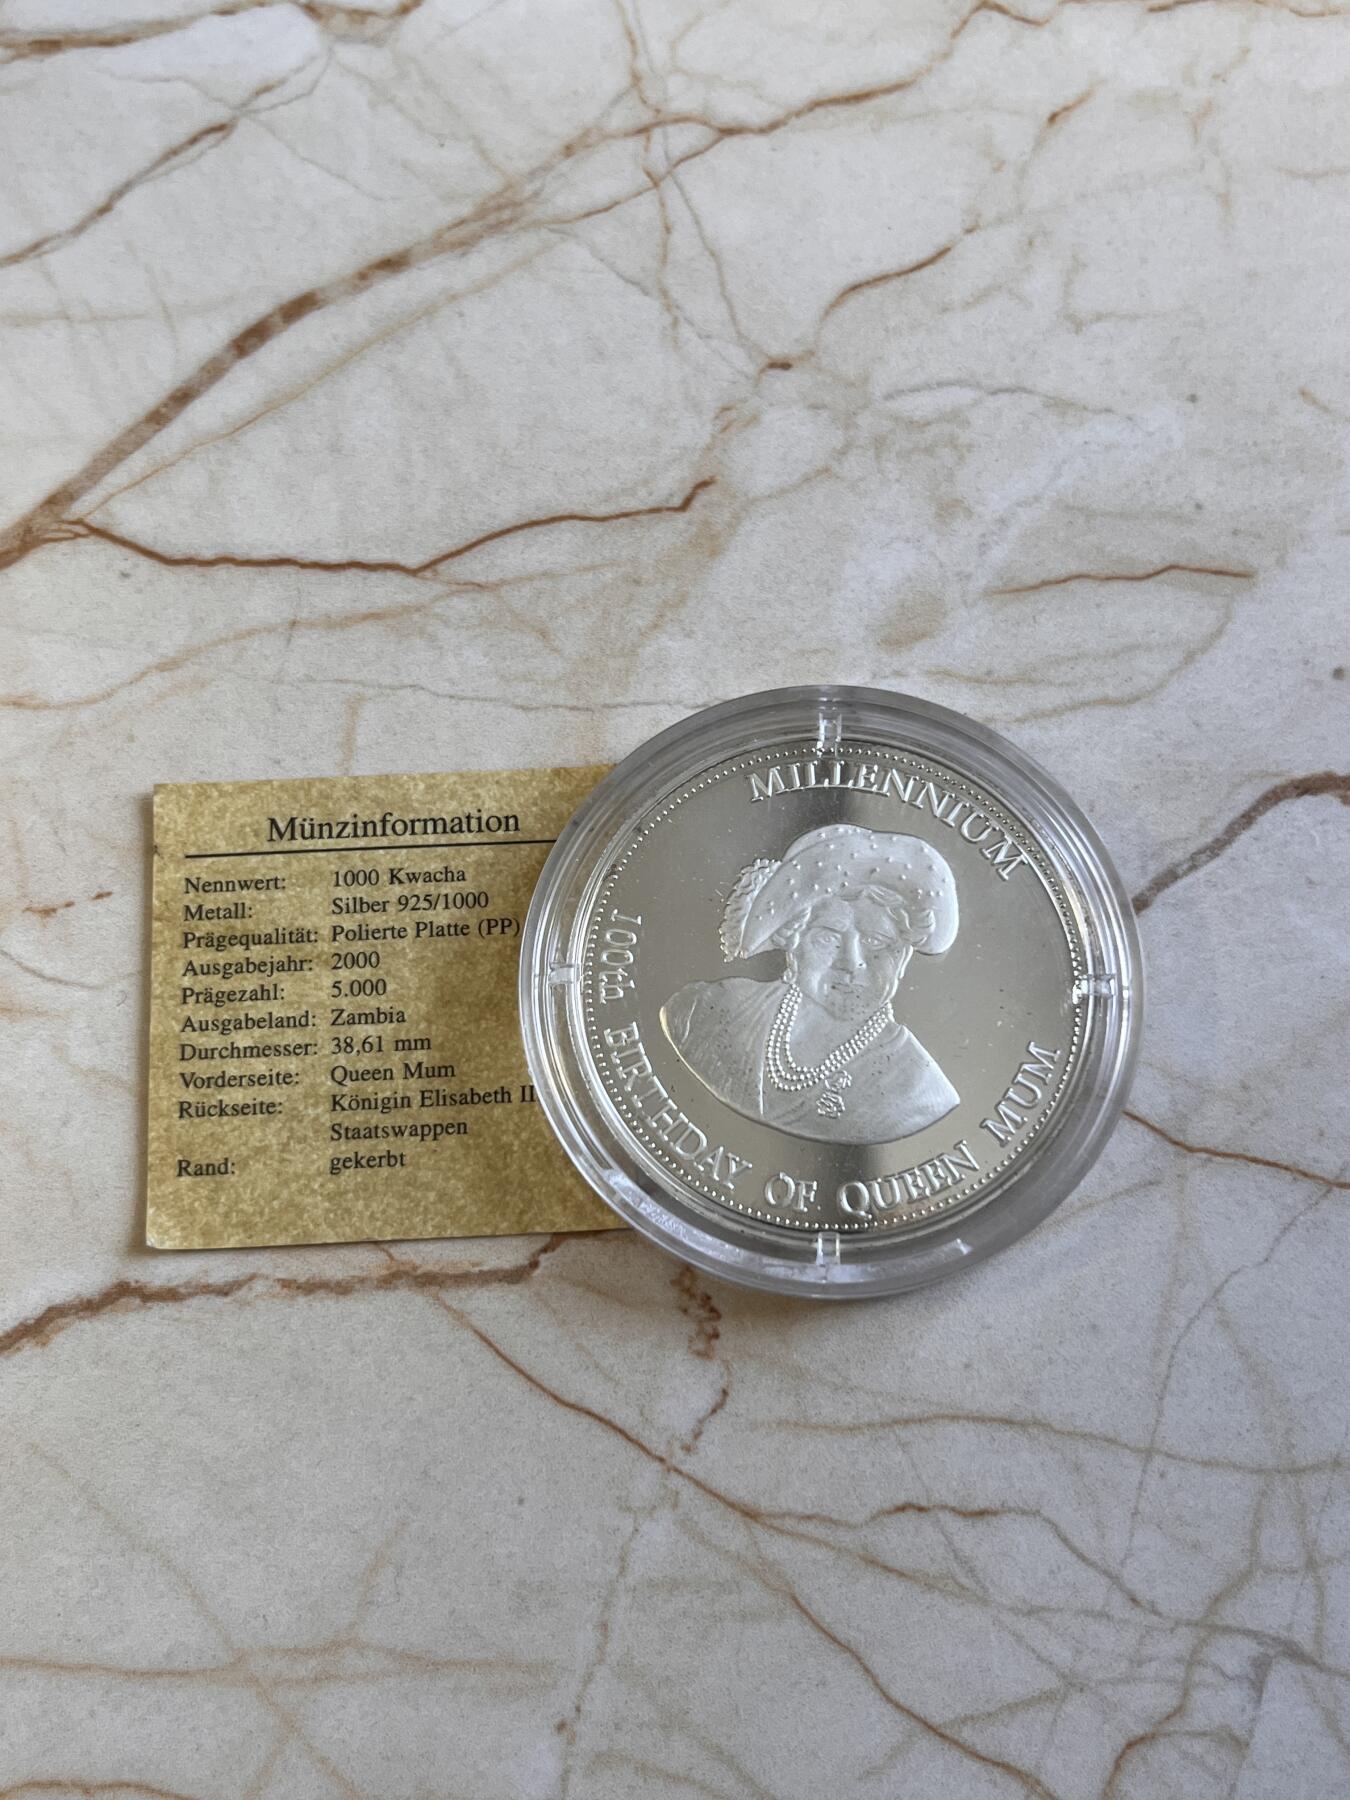 Münzinformation
Nennwert: 1000 Kwacha
Metall: Silber 925/1000
Prägequalität: Polierte Platte (PP)
Ausgabejahr: 2000
Prägezahl: 5.000
Ausgabeland: Zambia
Durchmesser: 38,61 mm
Vorderseite: Queen Mum
Rückseite: Königin Elisabeth II.
Staatswappen
Rand: gekerbt
MILLENNIUM
100th BIRTHDAY OF QUEEN MUM